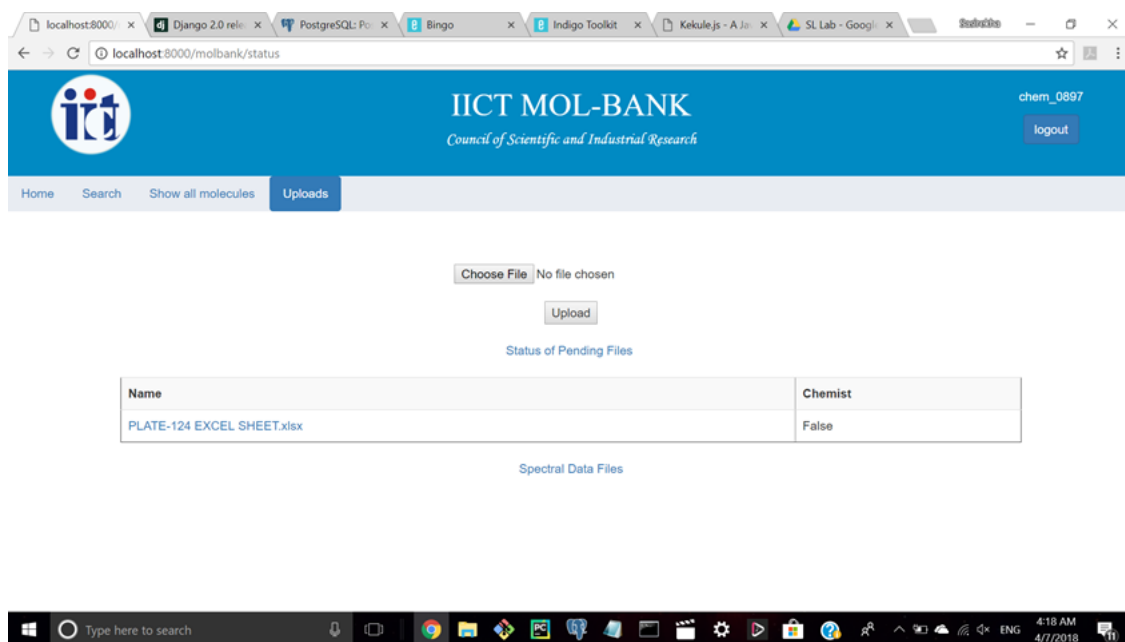 localhost:8000/
Django 2.0 rele
PostgreSQL: Po
Bingo
Indigo Toolkit
Kekule.js - A Ja
SL Lab - Googl
localhost:8000/molbank/status
iict
IICT MOL-BANK
Council of Scientific and Industrial Research
chem_0897
logout
Home Search Show all molecules Uploads
Choose File No file chosen
Upload
Status of Pending Files
Name Chemist
PLATE-124 EXCEL SHEET.xlsx False
Spectral Data Files
Type here to search
ENG
4:18 AM
4/7/2018